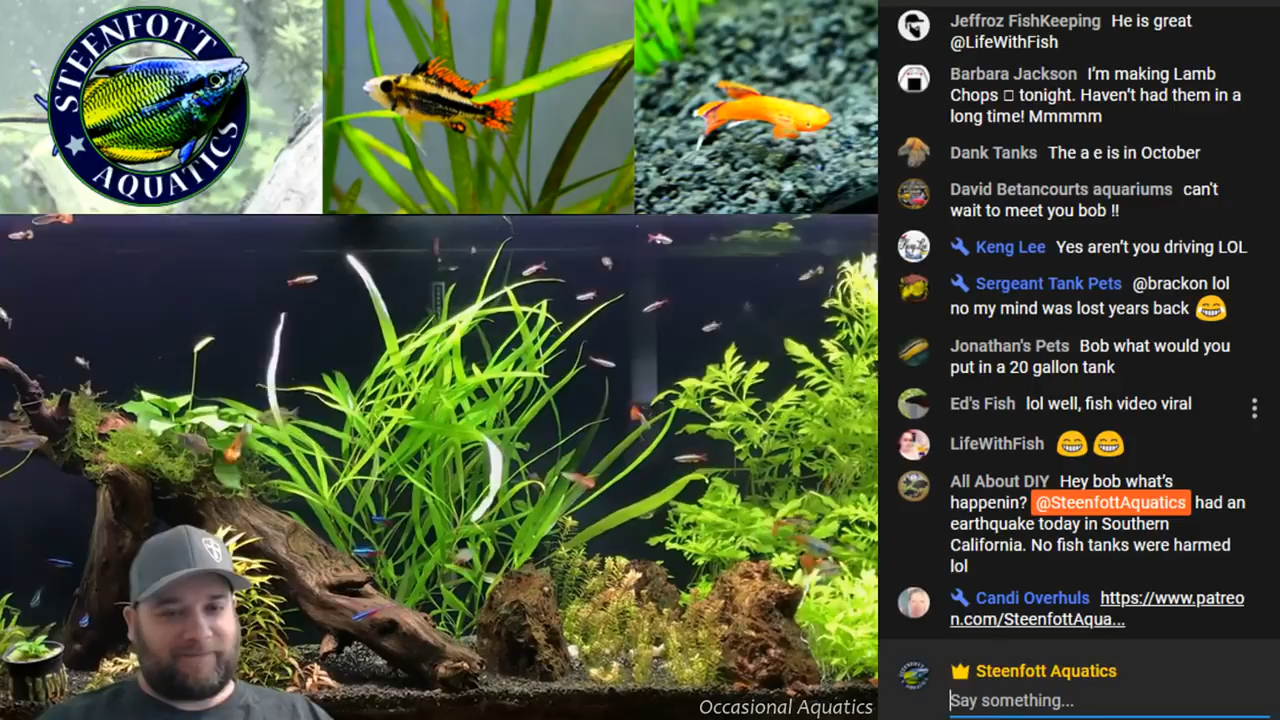 STEENFOTT
AQUATICS
Occasional Aquatics
Jeffroz FishKeeping He is great
@LifeWithFish
Barbara Jackson I’m making Lamb
Chops □ tonight. Haven’t had them in a
long time! Mmmmm
Dank Tanks The a e is in October
David Betancourts aquariums can't
wait to meet you bob !!
Keng Lee Yes aren’t you driving LOL
Sergeant Tank Pets @brackon lol
no my mind was lost years back 😂
Jonathan's Pets Bob what would you
put in a 20 gallon tank
Ed's Fish lol well, fish video viral
LifeWithFish 😂 😂
All About DIY Hey bob what’s
happenin? @SteenfottAquatics had an
earthquake today in Southern
California. No fish tanks were harmed
lol
Candi Overhuls https://www.patreo
n.com/SteenfottAqua...
Steenfott Aquatics
Say something...